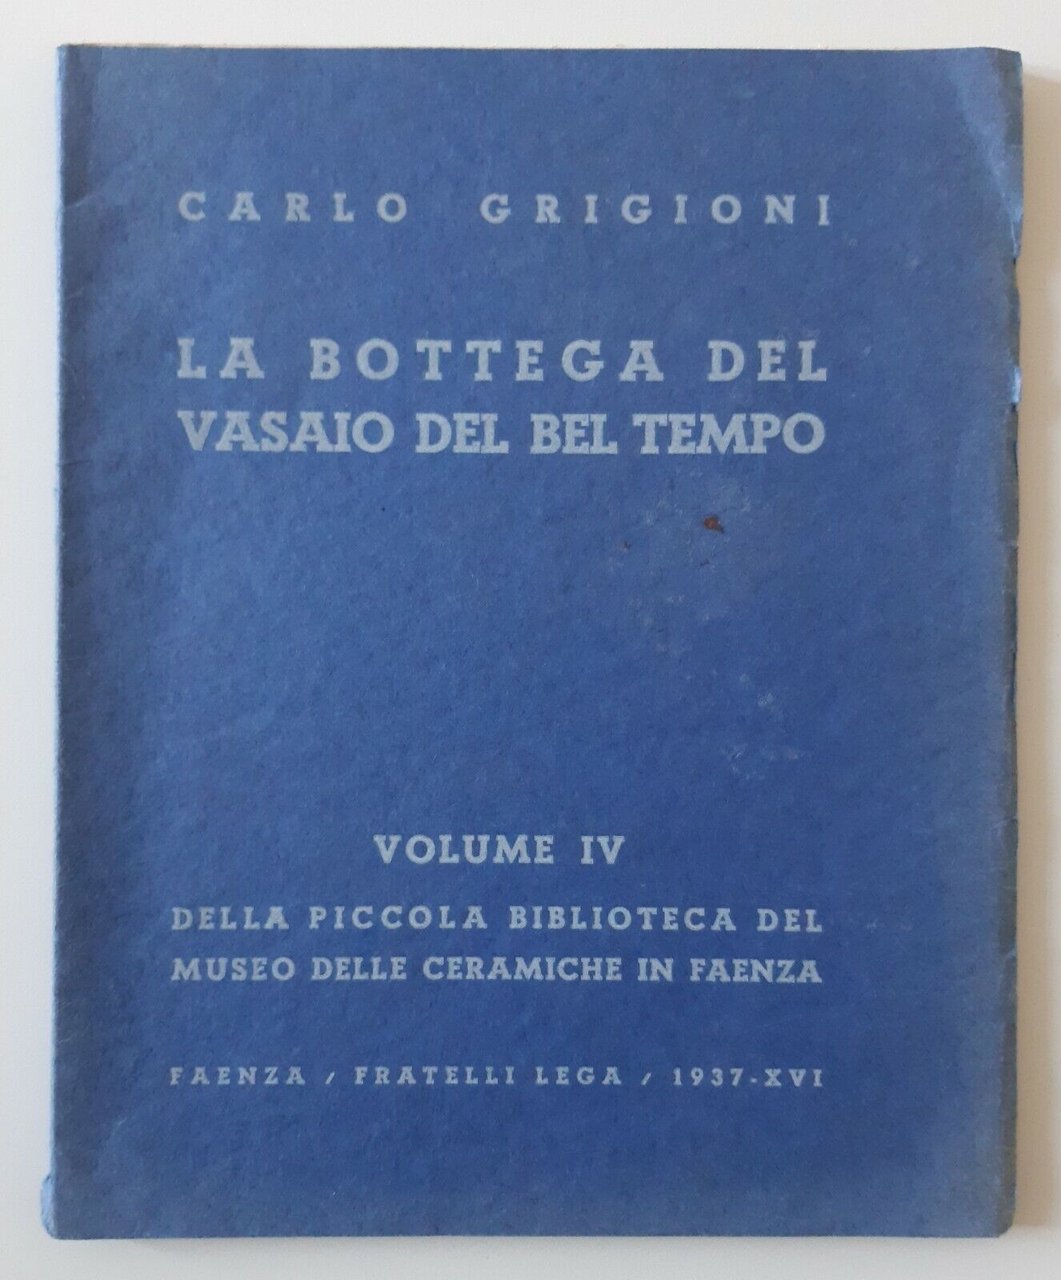 CARLO GRIGIONI
LA BOTTEGA DEL
VASAIO DEL BEL TEMPO
VOLUME IV
DELLA PICCOLA BIBLIOTECA DEL
MUSEO DELLE CERAMICHE IN FAENZA
FAENZA / FRATELLI LEGA / 1937-XVI